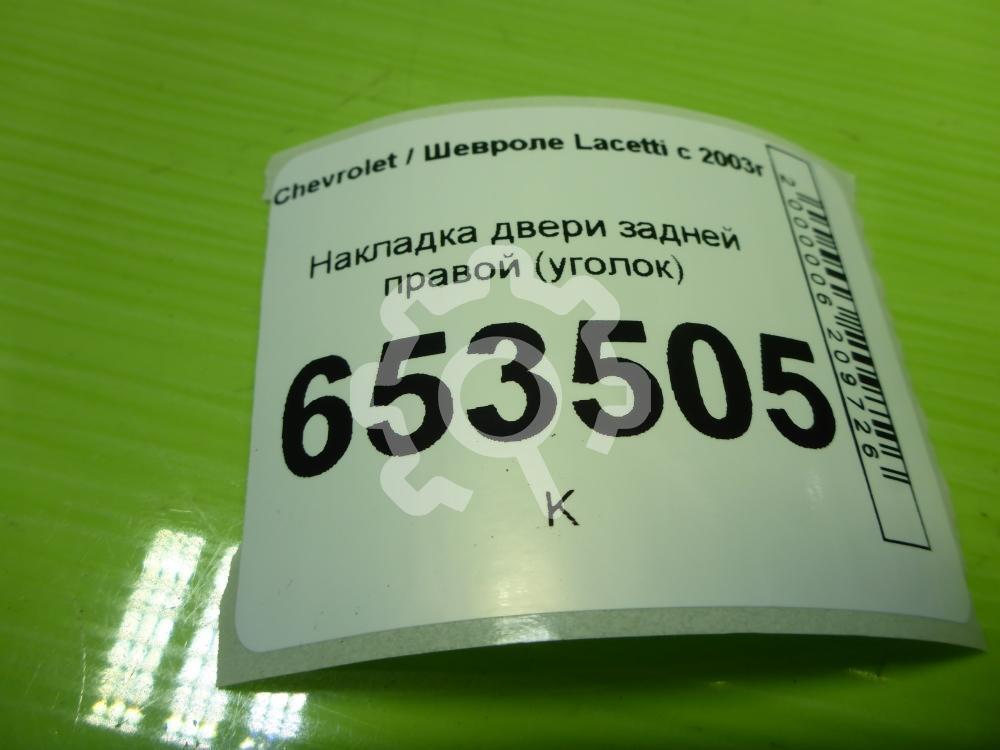 Chevrolet / Шевроле Lacetti с 2003г
Накладка двери задней
правой (уголок)
653505
К
2000006209726